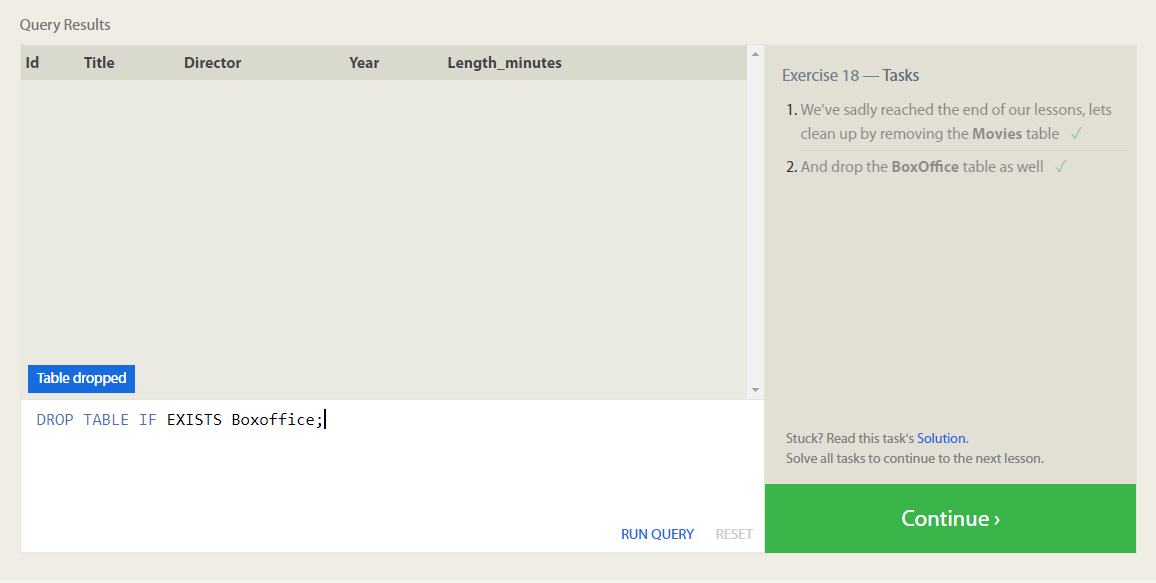 Query Results
Id Title Director Year Length_minutes
Table dropped
DROP TABLE IF EXISTS Boxoffice;
RUN QUERY RESET
Exercise 18 — Tasks
1. We've sadly reached the end of our lessons, lets
clean up by removing the Movies table ✓
2. And drop the BoxOffice table as well ✓
Stuck? Read this task's Solution.
Solve all tasks to continue to the next lesson.
Continue ›